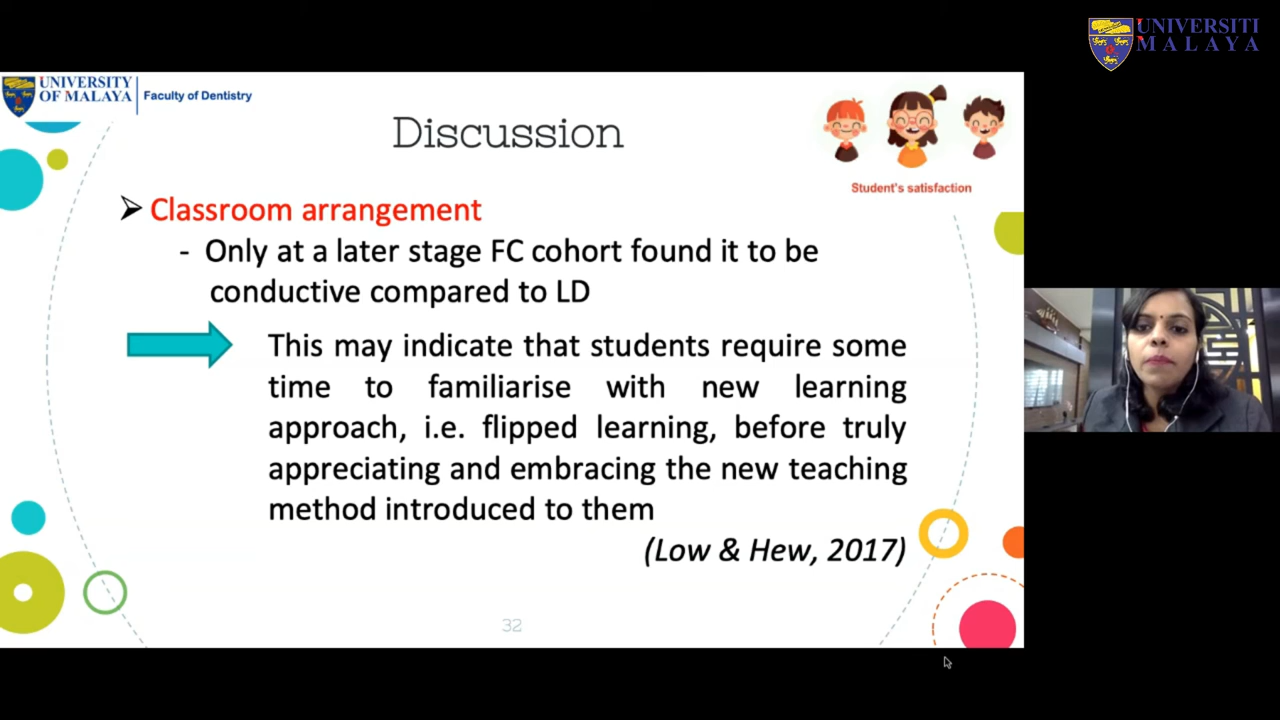 UNIVERSITI
MALAYA
UNIVERSITY
OF MALAYA
Faculty of Dentistry
Discussion
Student's satisfaction
➢ Classroom arrangement
- Only at a later stage FC cohort found it to be
conductive compared to LD
This may indicate that students require some
time to familiarise with new learning
approach, i.e. flipped learning, before truly
appreciating and embracing the new teaching
method introduced to them
(Low & Hew, 2017)
32